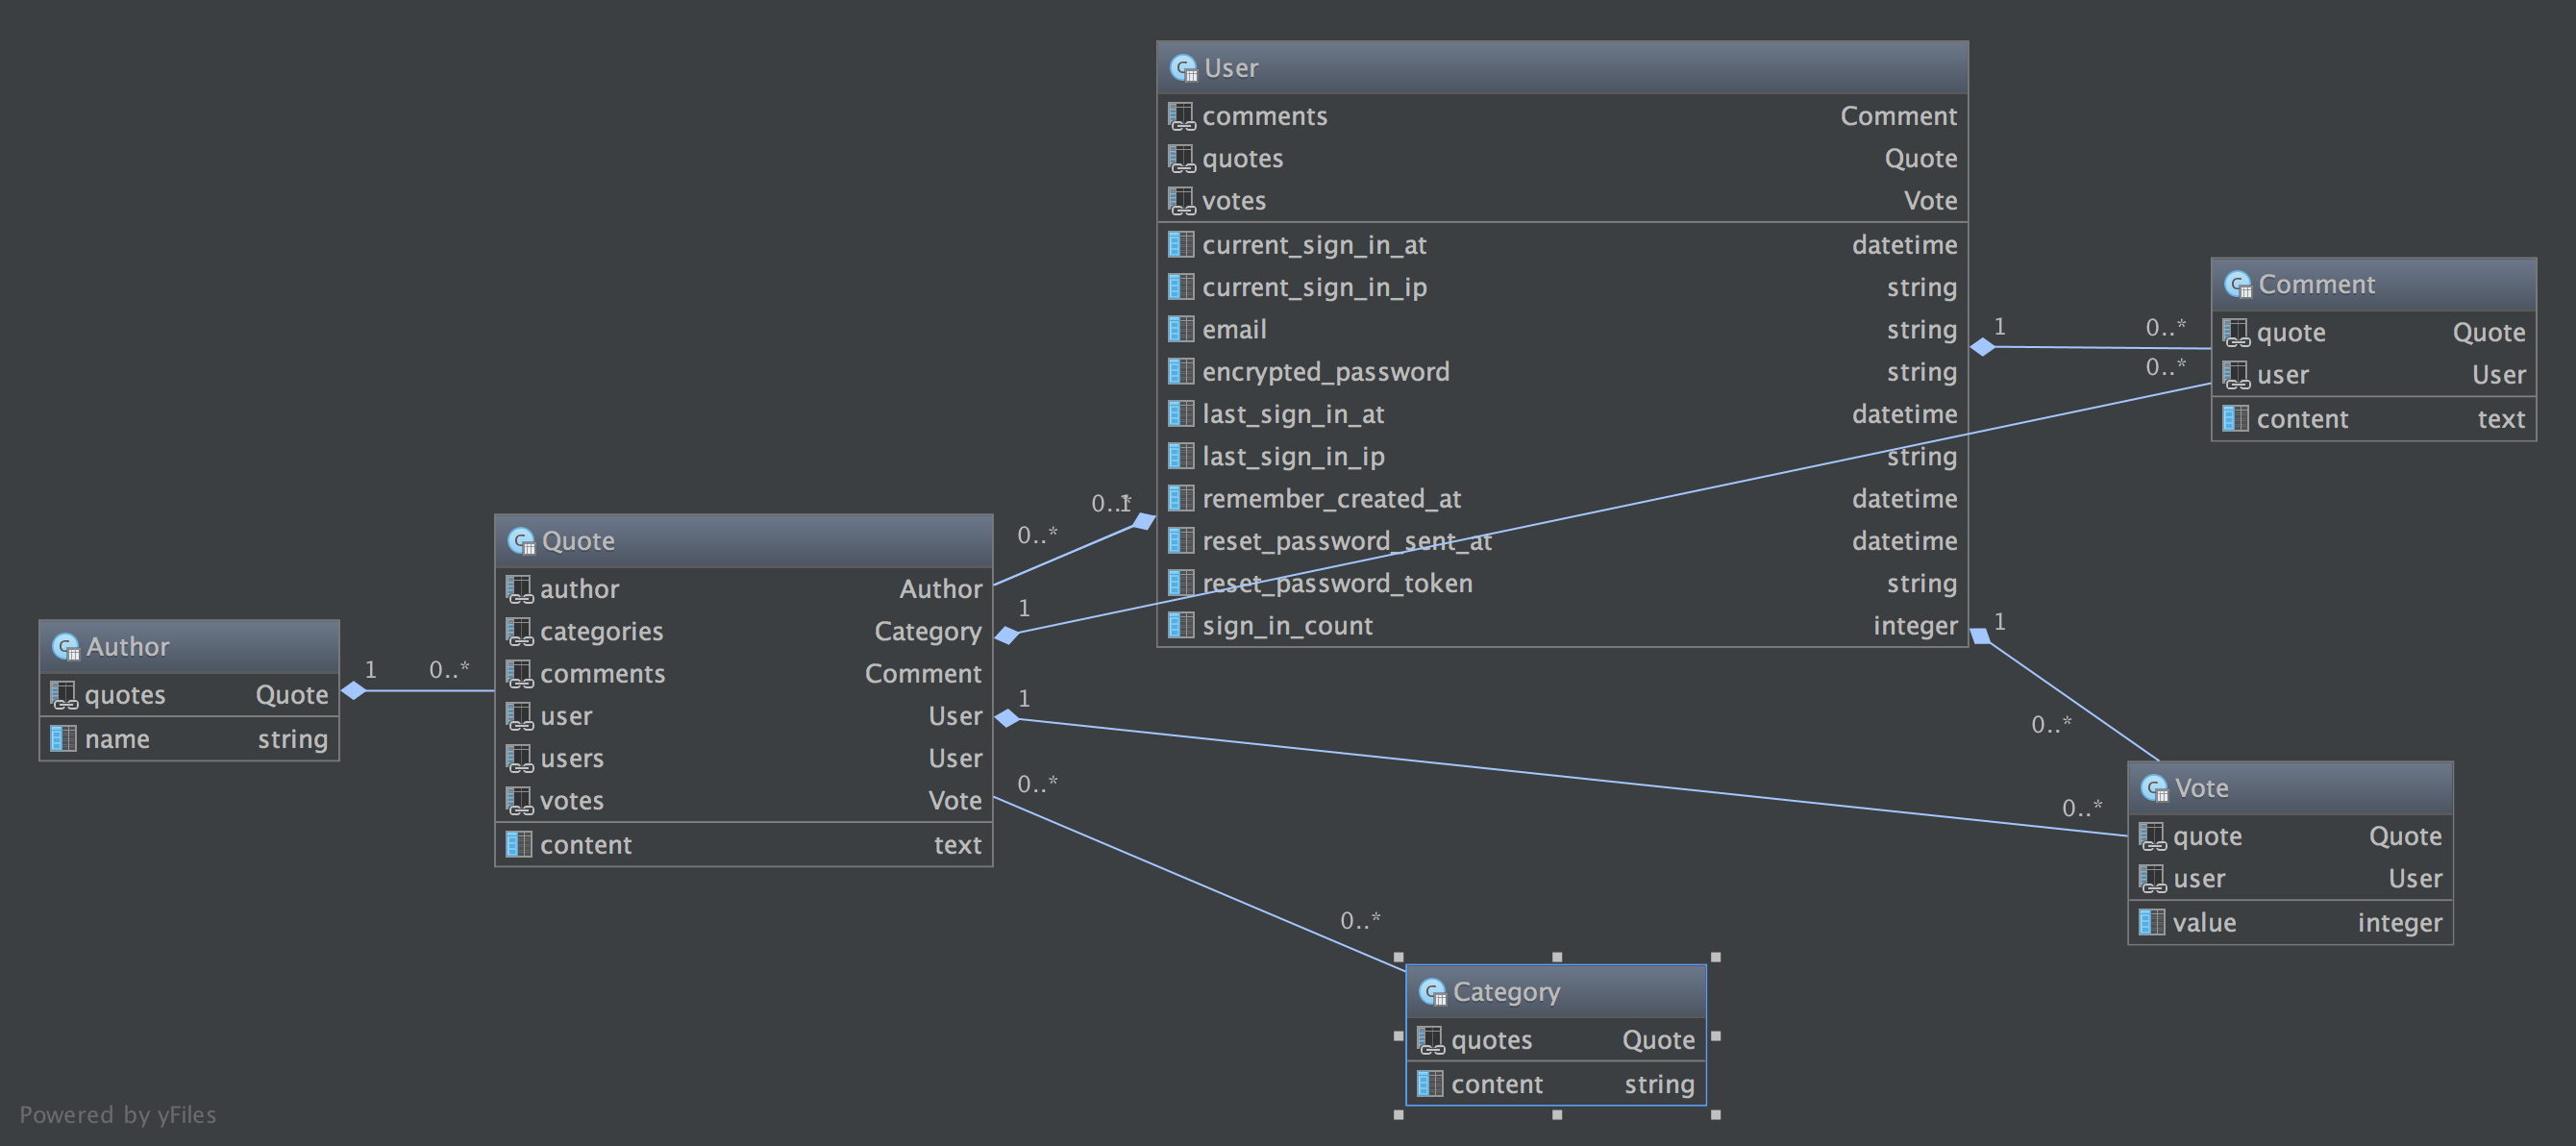 User
comments Comment
quotes Quote
votes Vote
current_sign_in_at datetime
current_sign_in_ip string
email string
encrypted_password string
last_sign_in_at datetime
last_sign_in_ip string
remember_created_at datetime
reset_password_sent_at datetime
reset_password_token string
sign_in_count integer
Comment
quote Quote
user User
content text
1 0..*
0..*
Quote
author Author
categories Category
comments Comment
user User
users User
votes Vote
content text
0..*
0..*
1
1
1
0..*
Author
quotes Quote
name string
1 0..*
1
0..*
0..*
Vote
quote Quote
user User
value integer
0..*
Category
quotes Quote
content string
Powered by yFiles